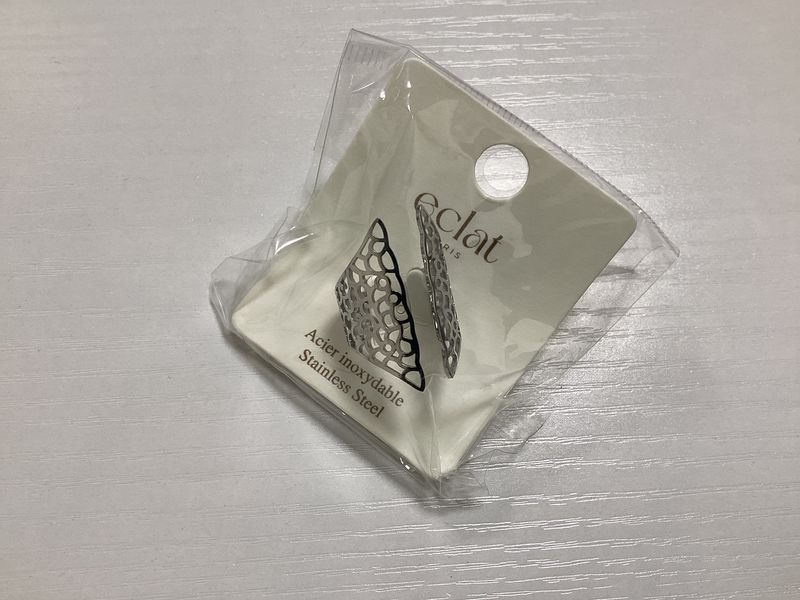 eclat
Acier inoxydable
Stainless Steel